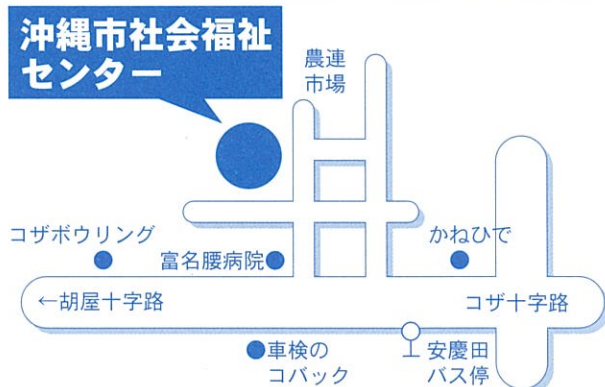 沖縄市社会福祉
センター
農連
市場
コザボウリング
富名腰病院
かねひで
←胡屋十字路
コザ十字路
車検の
コバック
安慶田
バス停